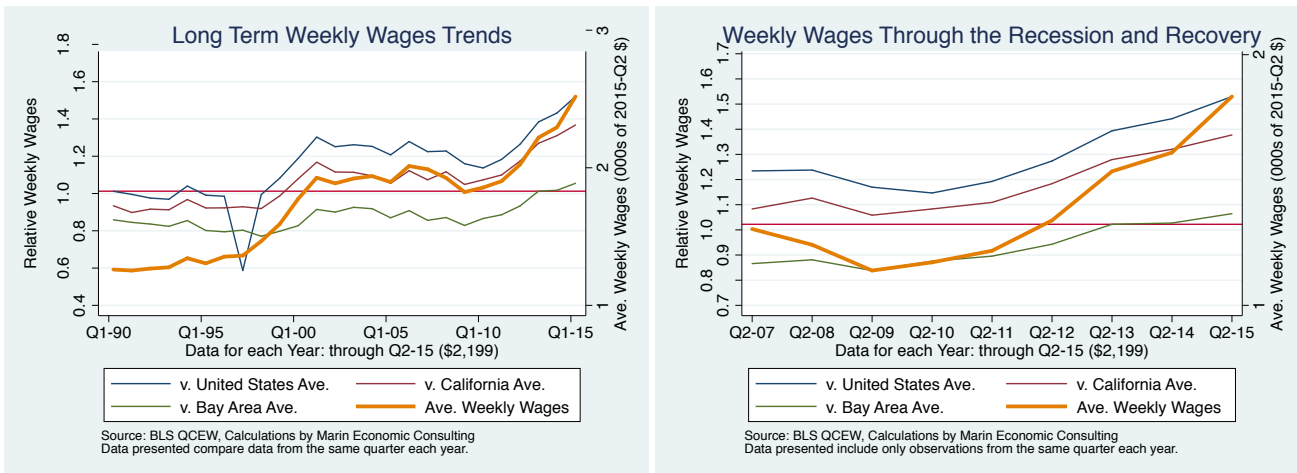 Long Term Weekly Wages Trends
Relative Weekly Wages
1.8
1.6
1.4
1.2
1.0
0.8
0.6
0.4
3
2
1
Ave. Weekly Wages (000s of 2015-Q2 $)
Q1-90 Q1-95 Q1-00 Q1-05 Q1-10 Q1-15
Data for each Year: through Q2-15 ($2,199)
v. United States Ave. v. California Ave.
v. Bay Area Ave. Ave. Weekly Wages
Source: BLS QCEW, Calculations by Marin Economic Consulting
Data presented compare data from the same quarter each year.
Weekly Wages Through the Recession and Recovery
Relative Weekly Wages
1.7
1.6
1.5
1.4
1.3
1.2
1.1
1.0
0.9
0.8
0.7
2
1
Ave. Weekly Wages (000s of 2015-Q2 $)
Q2-07 Q2-08 Q2-09 Q2-10 Q2-11 Q2-12 Q2-13 Q2-14 Q2-15
Data for each Year: through Q2-15 ($2,199)
v. United States Ave. v. California Ave.
v. Bay Area Ave. Ave. Weekly Wages
Source: BLS QCEW, Calculations by Marin Economic Consulting
Data presented include only observations from the same quarter each year.